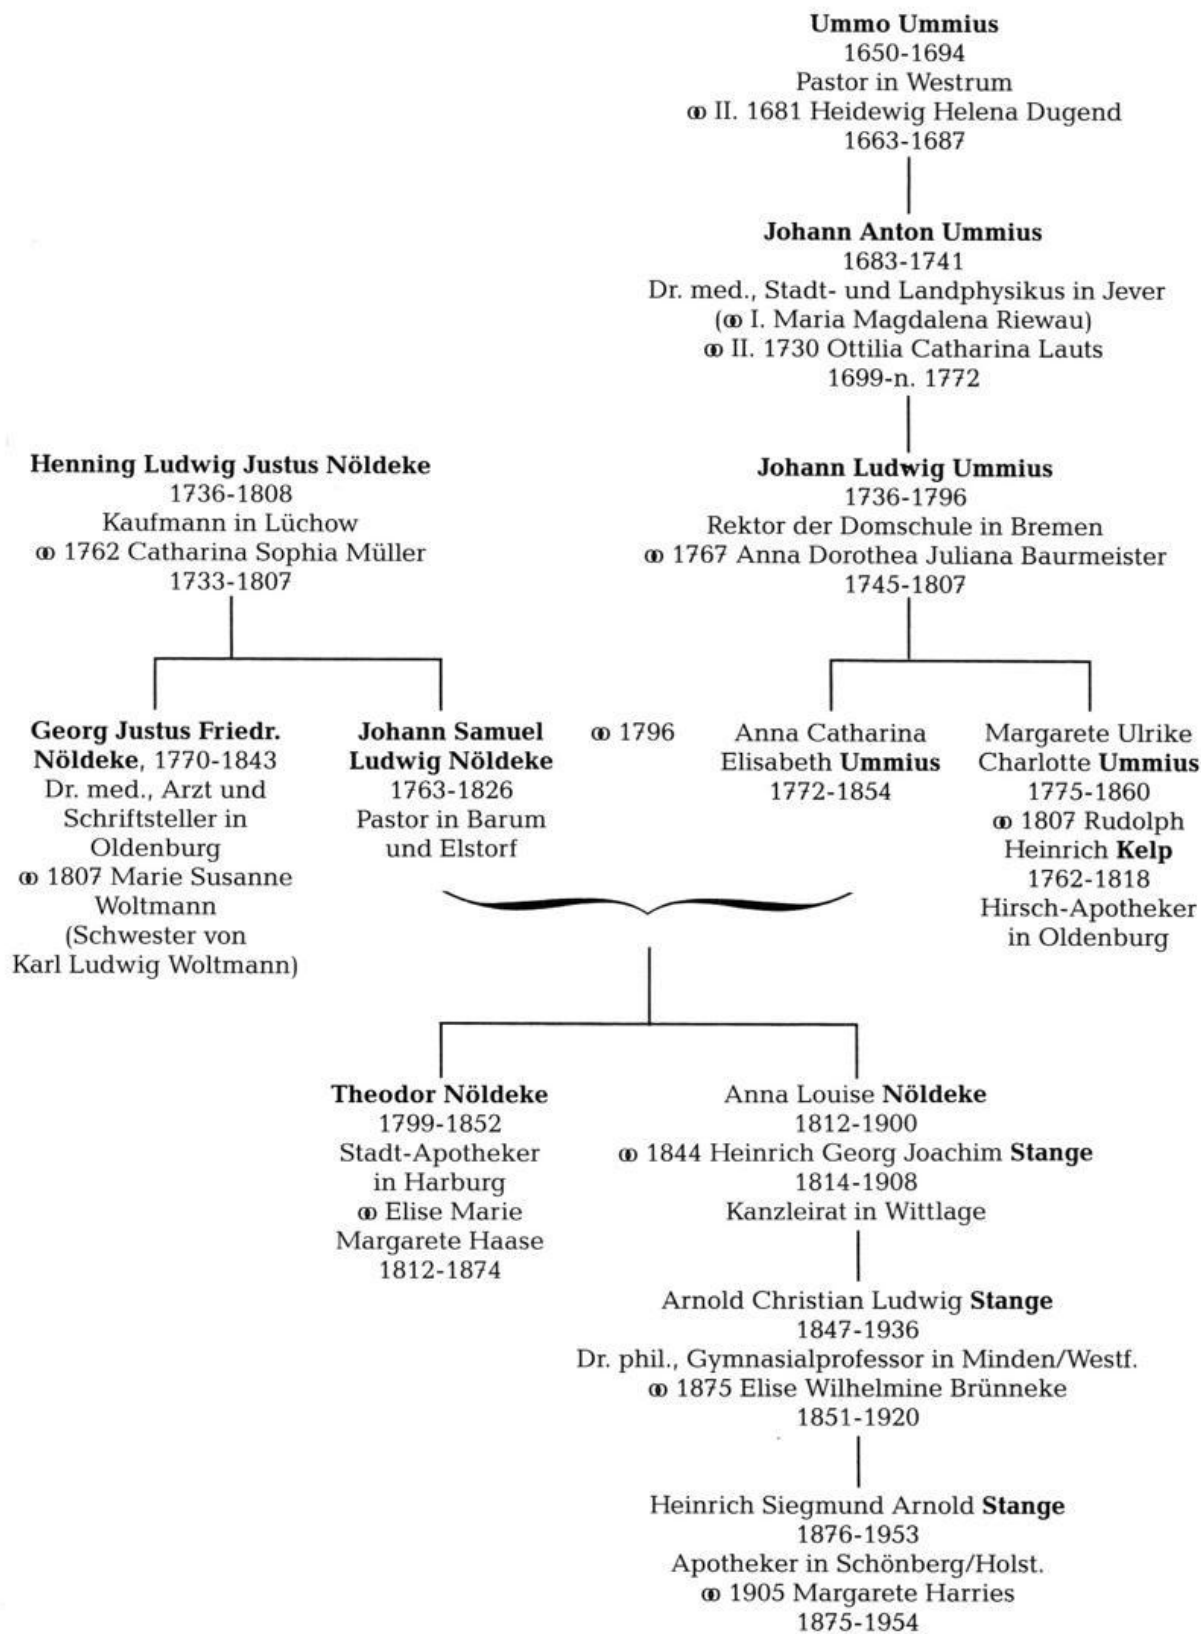 Ummo Ummius
1650-1694
Pastor in Westrum
⚭ II. 1681 Heidewig Helena Dugend
1663-1687
Johann Anton Ummius
1683-1741
Dr. med., Stadt- und Landphysikus in Jever
(⚭ I. Maria Magdalena Riewau)
⚭ II. 1730 Ottilia Catharina Lauts
1699-n. 1772
Henning Ludwig Justus Nöldeke
1736-1808
Kaufmann in Lüchow
⚭ 1762 Catharina Sophia Müller
1733-1807
Johann Ludwig Ummius
1736-1796
Rektor der Domschule in Bremen
⚭ 1767 Anna Dorothea Juliana Baurmeister
1745-1807
Georg Justus Friedr.
Nöldeke, 1770-1843
Dr. med., Arzt und
Schriftsteller in
Oldenburg
⚭ 1807 Marie Susanne
Woltmann
(Schwester von
Karl Ludwig Woltmann)
Johann Samuel
Ludwig Nöldeke
1763-1826
Pastor in Barum
und Elstorf
⚭ 1796
Anna Catharina
Elisabeth Ummius
1772-1854
Margarete Ulrike
Charlotte Ummius
1775-1860
⚭ 1807 Rudolph
Heinrich Kelp
1762-1818
Hirsch-Apotheker
in Oldenburg
Theodor Nöldeke
1799-1852
Stadt-Apotheker
in Harburg
⚭ Elise Marie
Margarete Haase
1812-1874
Anna Louise Nöldeke
1812-1900
⚭ 1844 Heinrich Georg Joachim Stange
1814-1908
Kanzleirat in Wittlage
Arnold Christian Ludwig Stange
1847-1936
Dr. phil., Gymnasialprofessor in Minden/Westf.
⚭ 1875 Elise Wilhelmine Brünneke
1851-1920
Heinrich Siegmund Arnold Stange
1876-1953
Apotheker in Schönberg/Holst.
⚭ 1905 Margarete Harries
1875-1954